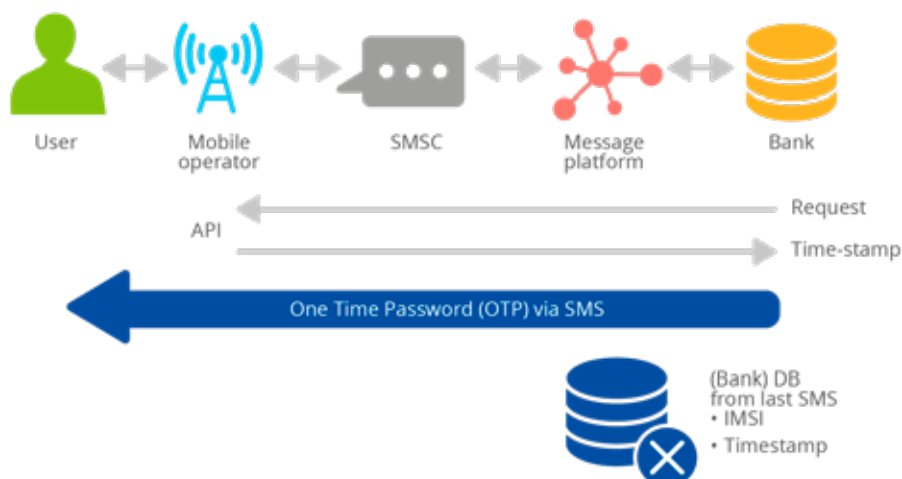 User
Mobile
operator
SMSC
Message
platform
Bank
Request
API
Time-stamp
One Time Password (OTP) via SMS
(Bank) DB
from last SMS
• IMSI
• Timestamp